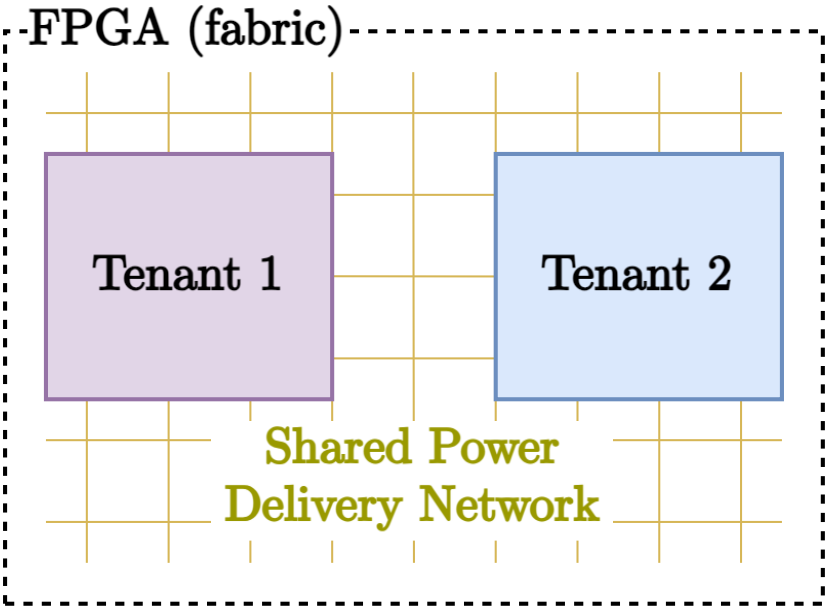 FPGA (fabric)
Tenant 1
Tenant 2
Shared Power
Delivery Network